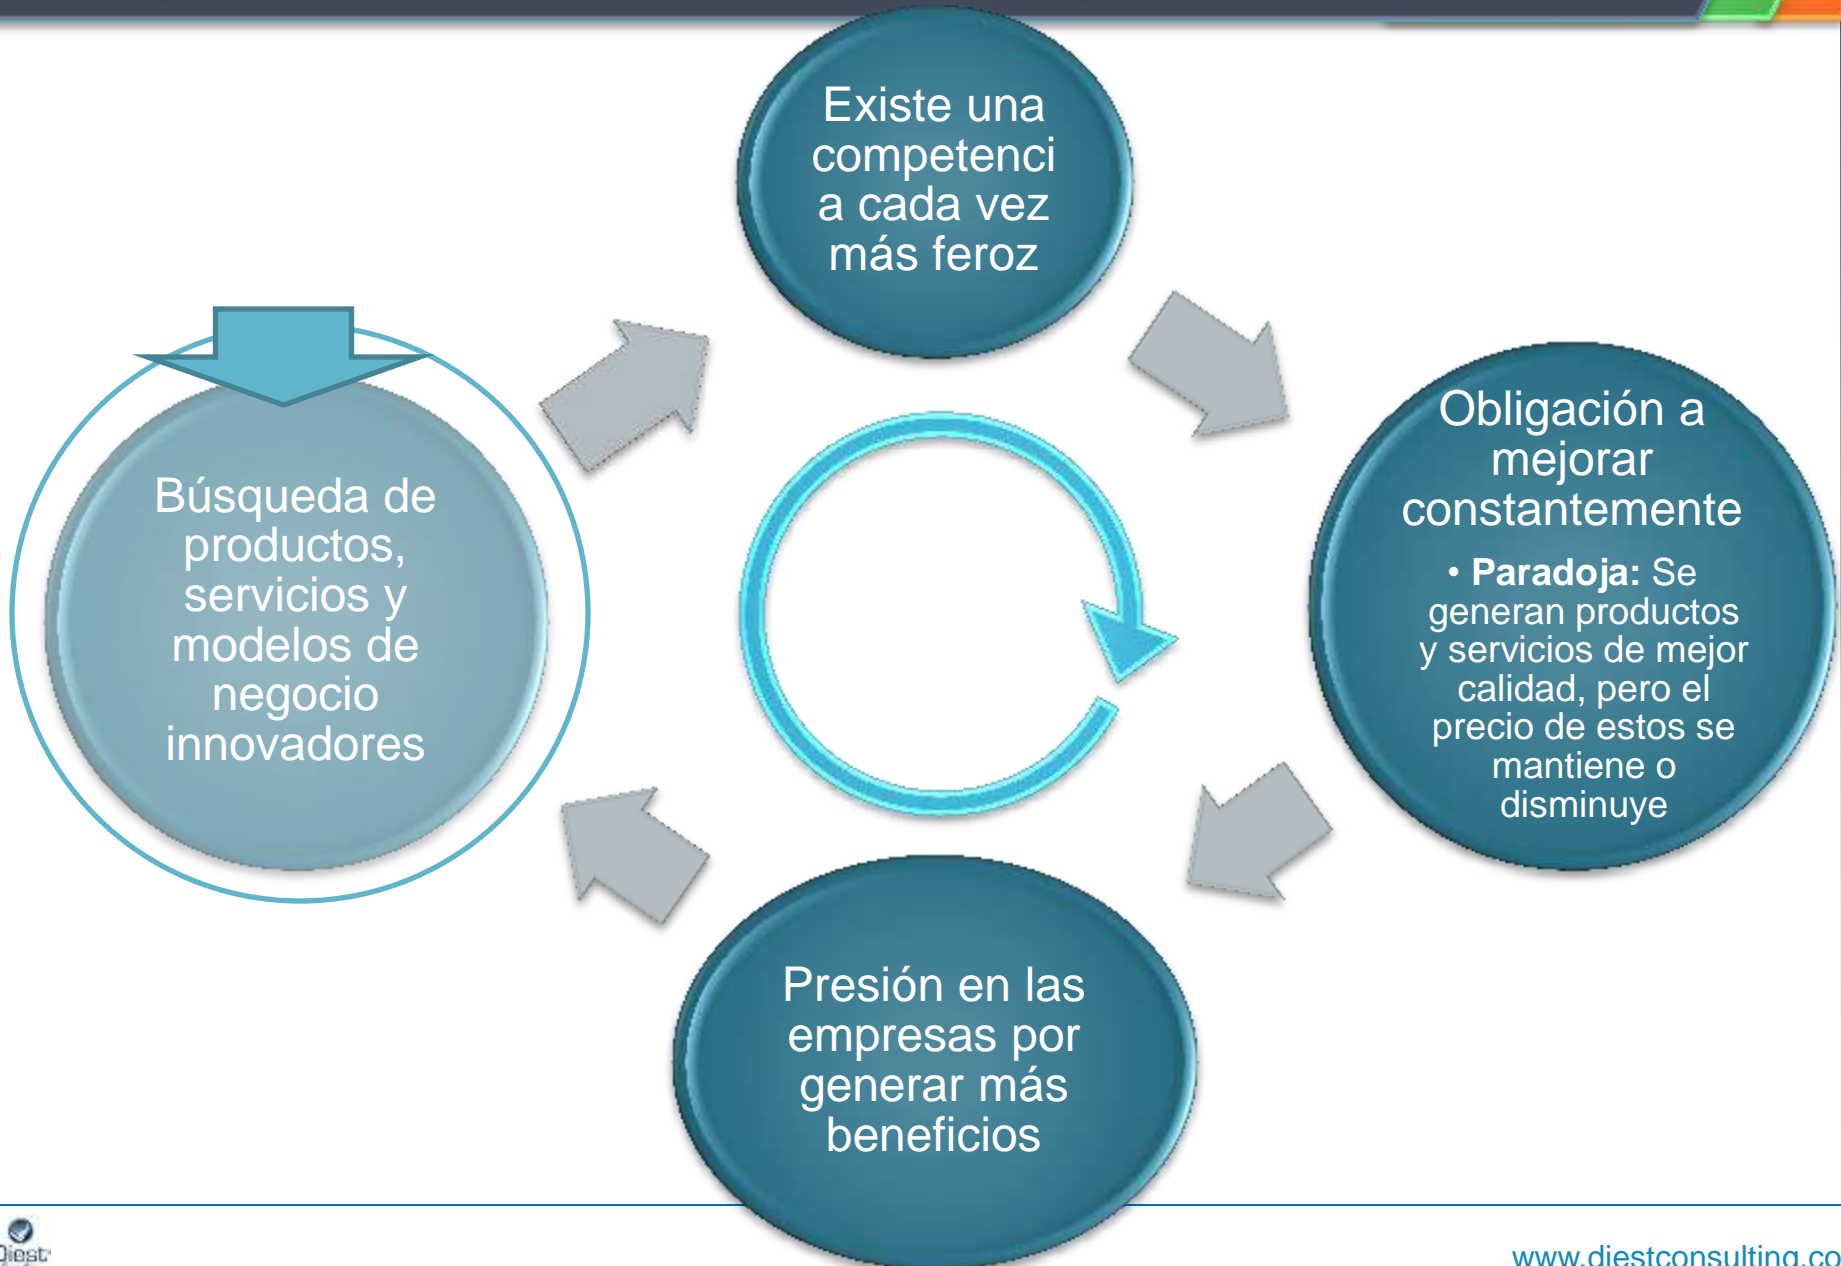 Existe una
competenci
a cada vez
más feroz
Obligación a
mejorar
constantemente
• Paradoja: Se
generan productos
y servicios de mejor
calidad, pero el
precio de estos se
mantiene o
disminuye
Presión en las
empresas por
generar más
beneficios
Búsqueda de
productos,
servicios y
modelos de
negocio
innovadores
Diest
www.diestconsulting.co